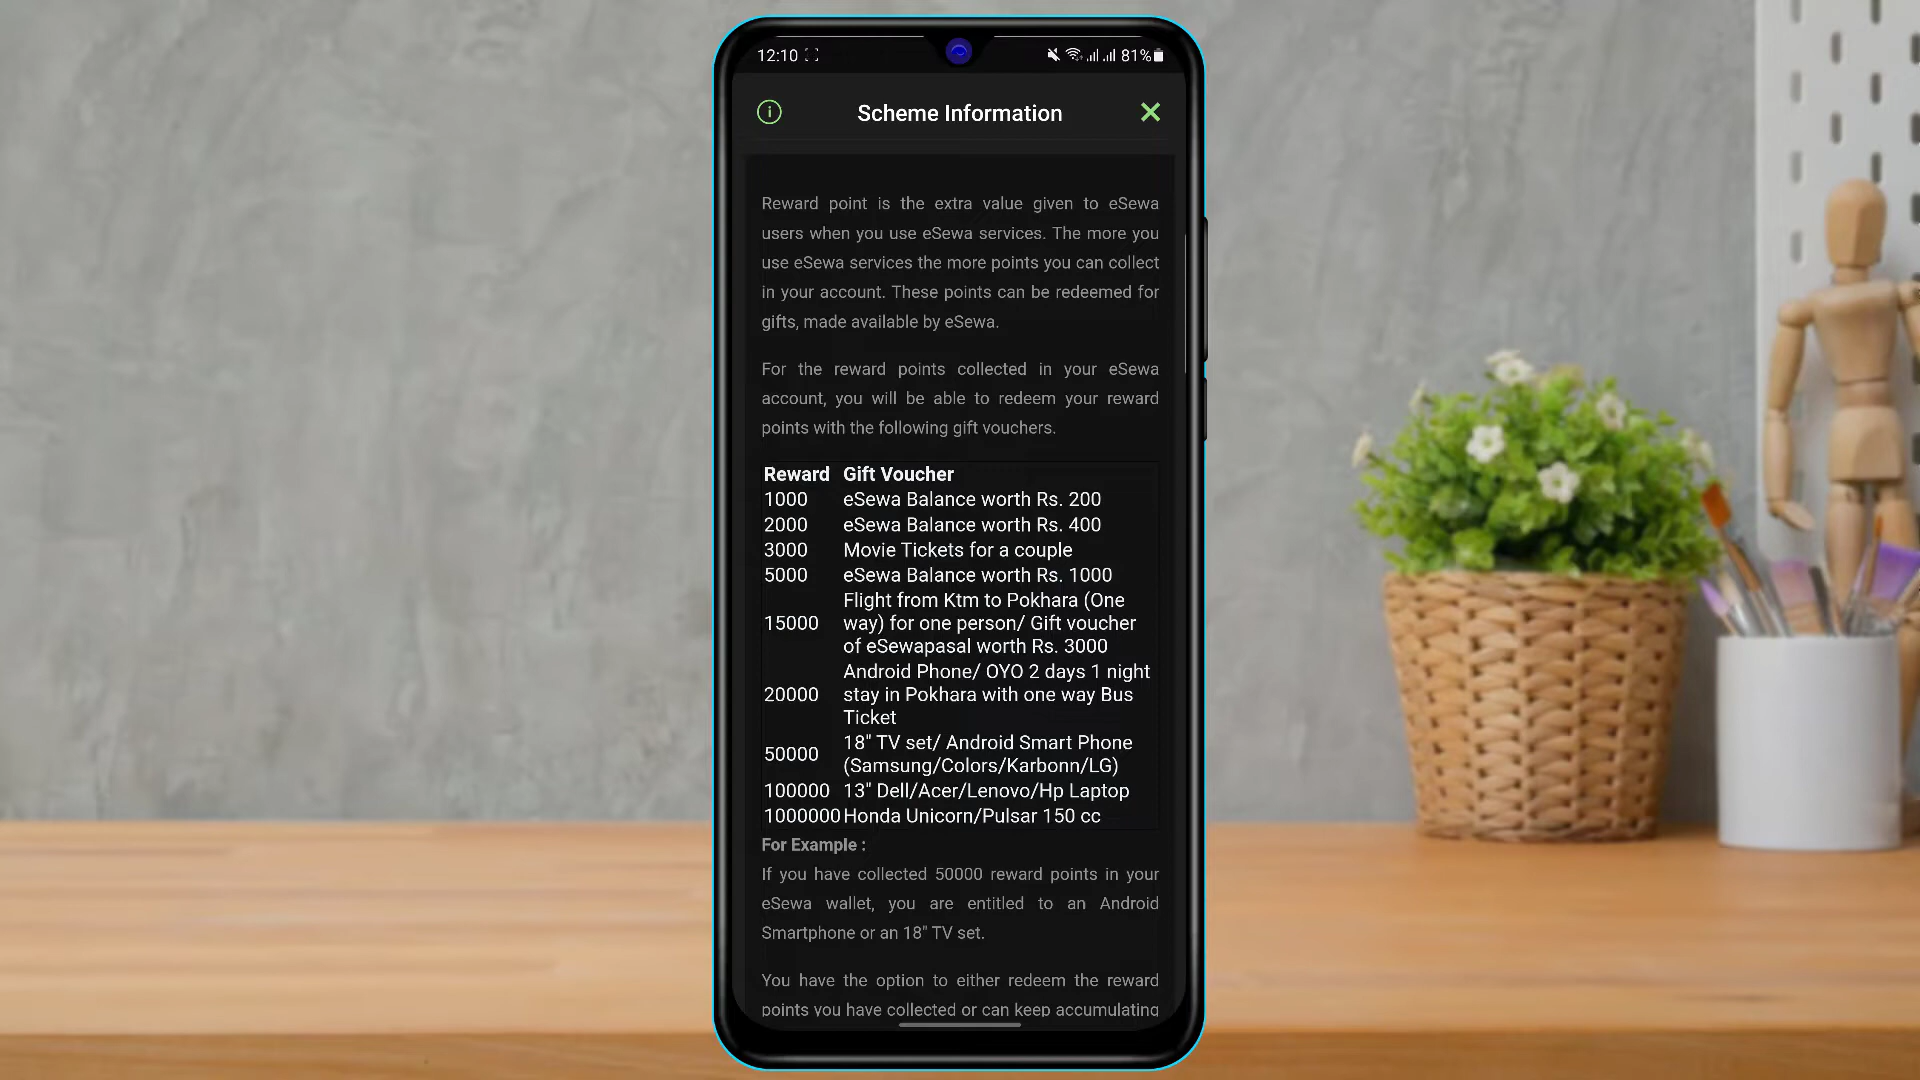 12:10
81%
Scheme Information
Reward point is the extra value given to eSewa
users when you use eSewa services. The more you
use eSewa services the more points you can collect
in your account. These points can be redeemed for
gifts, made available by eSewa.
For the reward points collected in your eSewa
account, you will be able to redeem your reward
points with the following gift vouchers.
Reward Gift Voucher
1000 eSewa Balance worth Rs. 200
2000 eSewa Balance worth Rs. 400
3000 Movie Tickets for a couple
5000 eSewa Balance worth Rs. 1000
Flight from Ktm to Pokhara (One
15000 way) for one person/ Gift voucher
of eSewapasal worth Rs. 3000
Android Phone/ OYO 2 days 1 night
20000 stay in Pokhara with one way Bus
Ticket
50000 18" TV set/ Android Smart Phone
(Samsung/Colors/Karbonn/LG)
100000 13" Dell/Acer/Lenovo/Hp Laptop
1000000 Honda Unicorn/Pulsar 150 cc
For Example :
If you have collected 50000 reward points in your
eSewa wallet, you are entitled to an Android
Smartphone or an 18" TV set.
You have the option to either redeem the reward
points you have collected or can keep accumulating